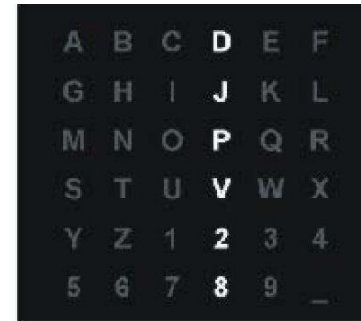 A B C D E F
G H I J K L
M N O P Q R
S T U V W X
Y Z 1 2 3 4
5 6 7 8 9 _